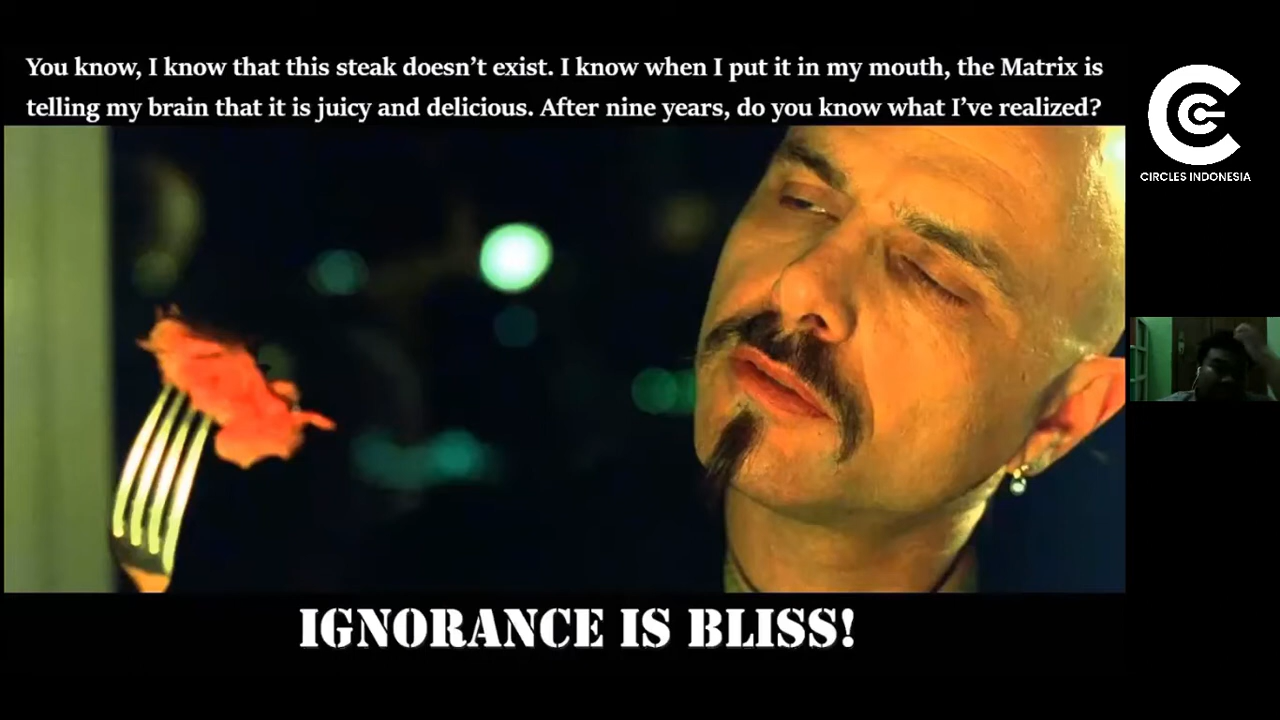 You know, I know that this steak doesn’t exist. I know when I put it in my mouth, the Matrix is
telling my brain that it is juicy and delicious. After nine years, do you know what I’ve realized?
CIRCLES INDONESIA
IGNORANCE IS BLISS!